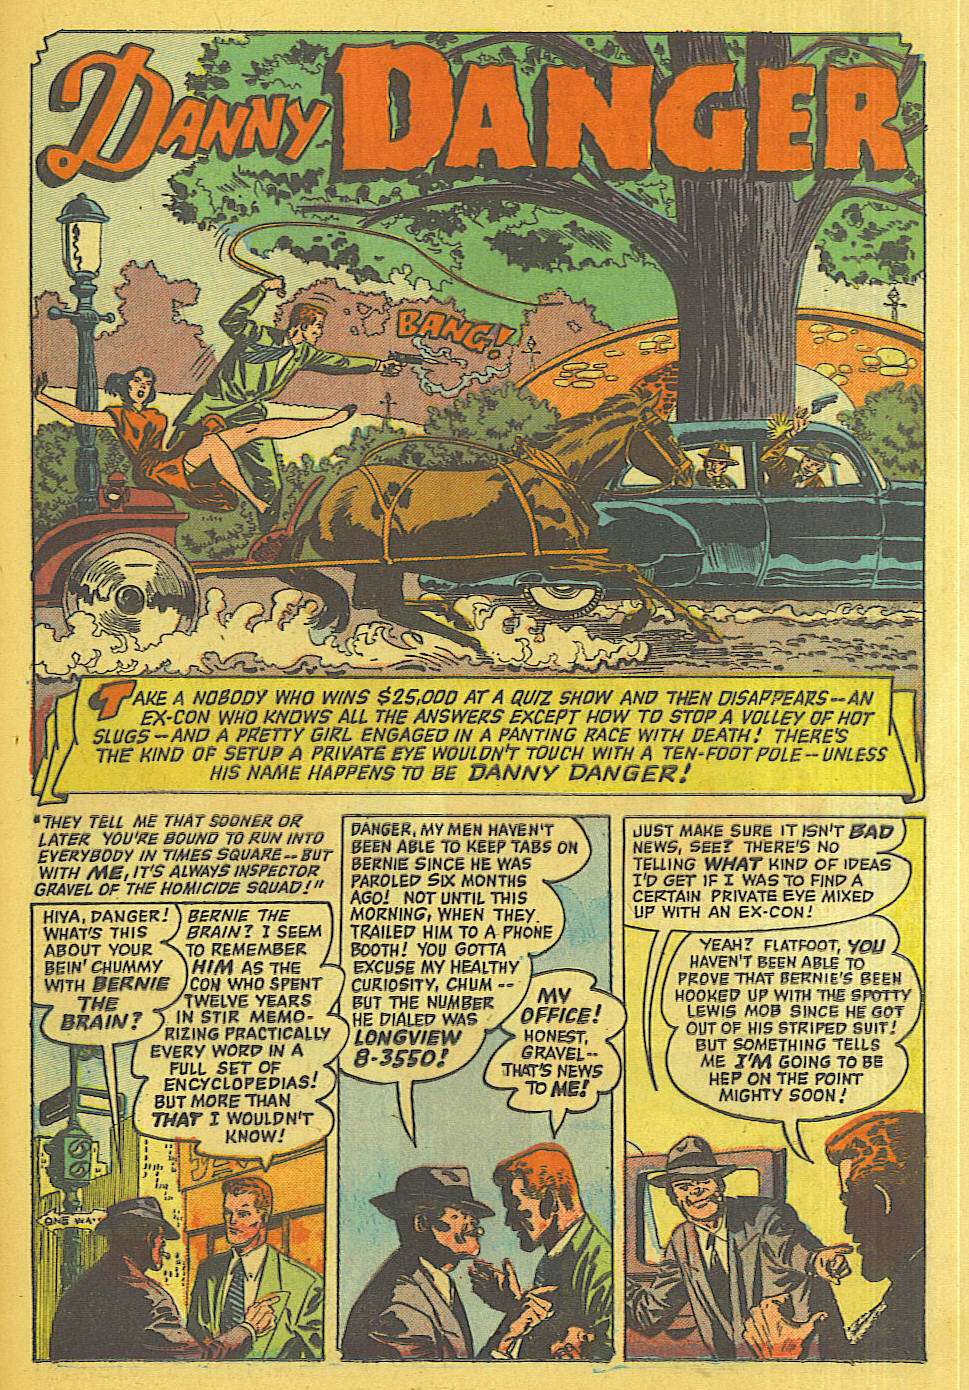 DANNY DANGER
BANG!
TAKE A NOBODY WHO WINS $25,000 AT A QUIZ SHOW AND THEN DISAPPEARS--AN
EX-CON WHO KNOWS ALL THE ANSWERS EXCEPT HOW TO STOP A VOLLEY OF HOT
SLUGS--AND A PRETTY GIRL ENGAGED IN A PANTING RACE WITH DEATH! THERE'S
THE KIND OF SETUP A PRIVATE EYE WOULDN'T TOUCH WITH A TEN-FOOT POLE--UNLESS
HIS NAME HAPPENS TO BE DANNY DANGER!
"THEY TELL ME THAT SOONER OR
LATER YOU'RE BOUND TO RUN INTO
EVERYBODY IN TIMES SQUARE--BUT
WITH ME, IT'S ALWAYS INSPECTOR
GRAVEL OF THE HOMICIDE SQUAD!"
HIYA, DANGER!
WHAT'S THIS
ABOUT YOUR
BEIN' CHUMMY
WITH BERNIE
THE
BRAIN?
BERNIE THE
BRAIN? I SEEM
TO REMEMBER
HIM AS THE
CON WHO SPENT
TWELVE YEARS
IN STIR MEMO-
RIZING PRACTICALLY
EVERY WORD IN A
FULL SET OF
ENCYCLOPEDIAS!
BUT MORE THAN
THAT I WOULDN'T
KNOW!
ONE WAY
DANGER, MY MEN HAVEN'T
BEEN ABLE TO KEEP TABS ON
BERNIE SINCE HE WAS
PAROLED SIX MONTHS
AGO! NOT UNTIL THIS
MORNING, WHEN THEY
TRAILED HIM TO A PHONE
BOOTH! YOU GOTTA
EXCUSE MY HEALTHY
CURIOSITY, CHUM--
BUT THE NUMBER
HE DIALED WAS
LONGVIEW
8-3550!
MY
OFFICE!
HONEST,
GRAVEL--
THAT'S NEWS
TO ME!
JUST MAKE SURE IT ISN'T BAD
NEWS, SEE? THERE'S NO
TELLING WHAT KIND OF IDEAS
I'D GET IF I WAS TO FIND A
CERTAIN PRIVATE EYE MIXED
UP WITH AN EX-CON!
YEAH? FLATFOOT, YOU
HAVEN'T BEEN ABLE TO
PROVE THAT BERNIE'S BEEN
HOOKED UP WITH THE SPOTTY
LEWIS MOB SINCE HE GOT
OUT OF HIS STRIPED SUIT!
BUT SOMETHING TELLS
ME I'M GOING TO BE
HEP ON THE POINT
MIGHTY SOON!